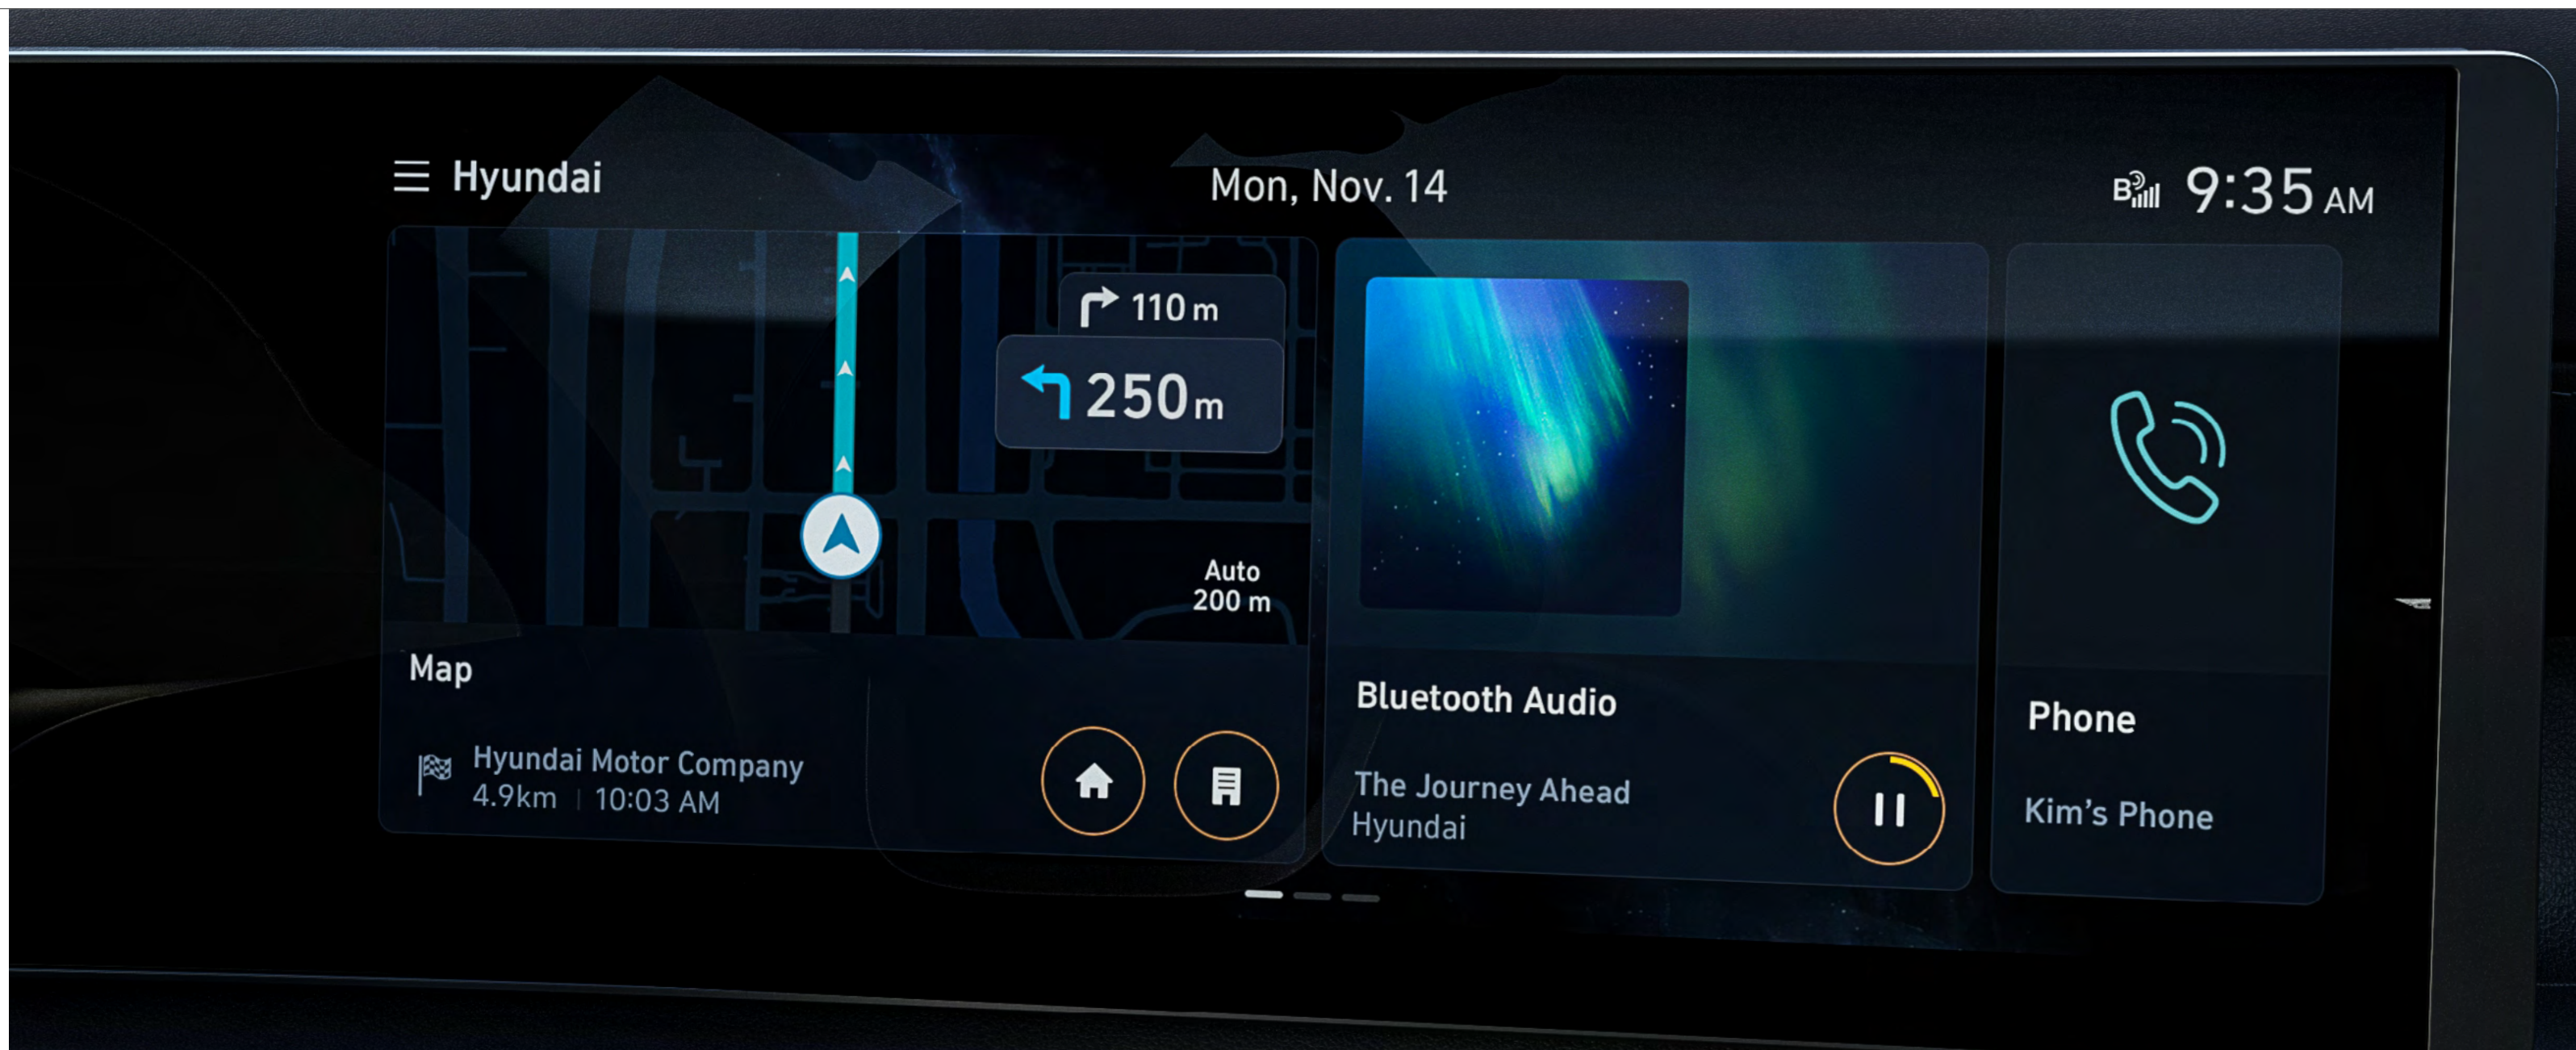 Hyundai
Mon, Nov. 14
9:35 AM
110 m
250 m
Auto
200 m
Map
Hyundai Motor Company
4.9km | 10:03 AM
Bluetooth Audio
The Journey Ahead
Hyundai
Phone
Kim's Phone